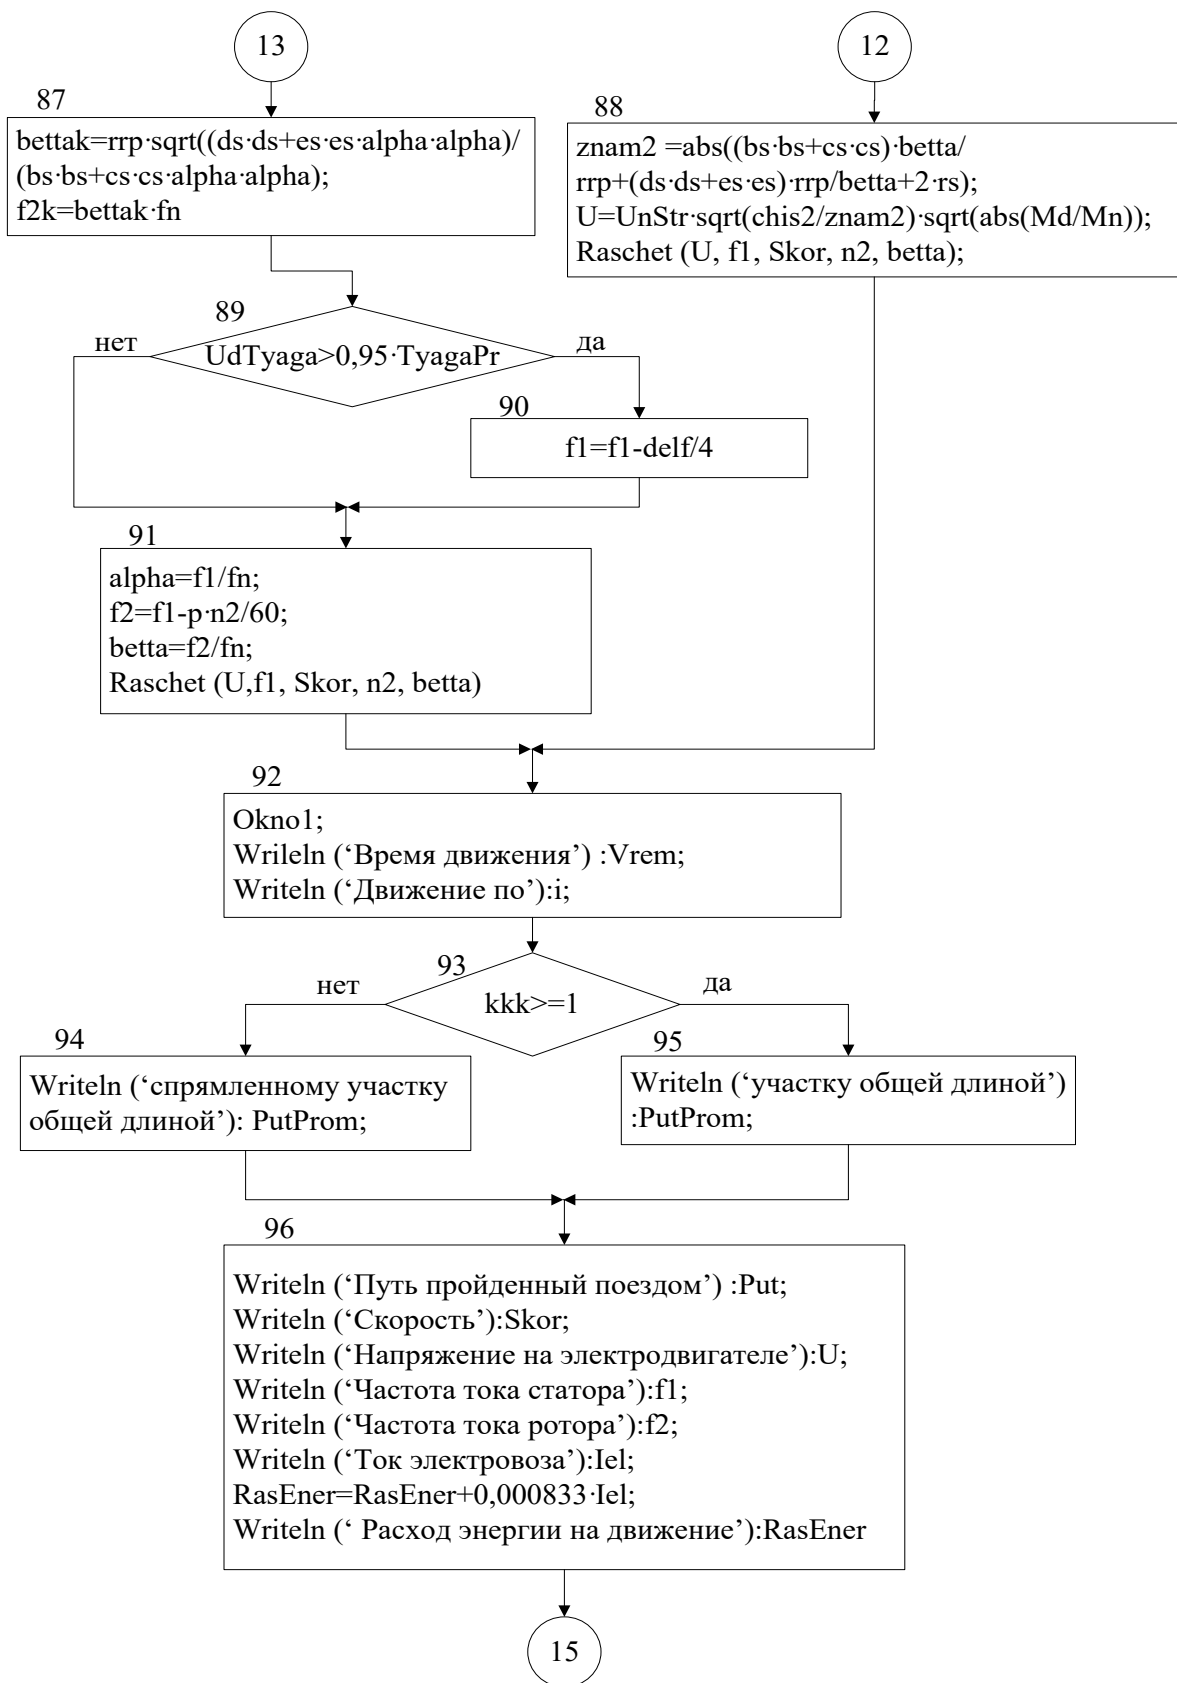 13
12
87
bettak=rrp·sqrt((ds·ds+es·es·alpha·alpha)/
(bs·bs+cs·cs·alpha·alpha);
f2k=bettak·fn
88
znam2 =abs((bs·bs+cs·cs)·betta/
rrp+(ds·ds+es·es)·rrp/betta+2·rs);
U=UnStr·sqrt(chis2/znam2)·sqrt(abs(Md/Mn));
Raschet (U, f1, Skor, n2, betta);
89
нет
UdTyaga>0,95·TyagaPr
да
90
f1=f1-delf/4
91
alpha=f1/fn;
f2=f1-p·n2/60;
betta=f2/fn;
Raschet (U,f1, Skor, n2, betta)
92
Okno1;
Wrileln (‘Время движения’) :Vrem;
Writeln (‘Движение по’):i;
93
нет
kkk>=1
да
94
Writeln (‘спрямленному участку
общей длиной’): PutProm;
95
Writeln (‘участку общей длиной’)
:PutProm;
96
Writeln (‘Путь пройденный поездом’) :Put;
Writeln (‘Скорость’):Skor;
Writeln (‘Напряжение на электродвигателе’):U;
Writeln (‘Частота тока статора’):f1;
Writeln (‘Частота тока ротора’):f2;
Writeln (‘Ток электровоза’):Iel;
RasEner=RasEner+0,000833·Iel;
Writeln (‘ Расход энергии на движение’):RasEner
15